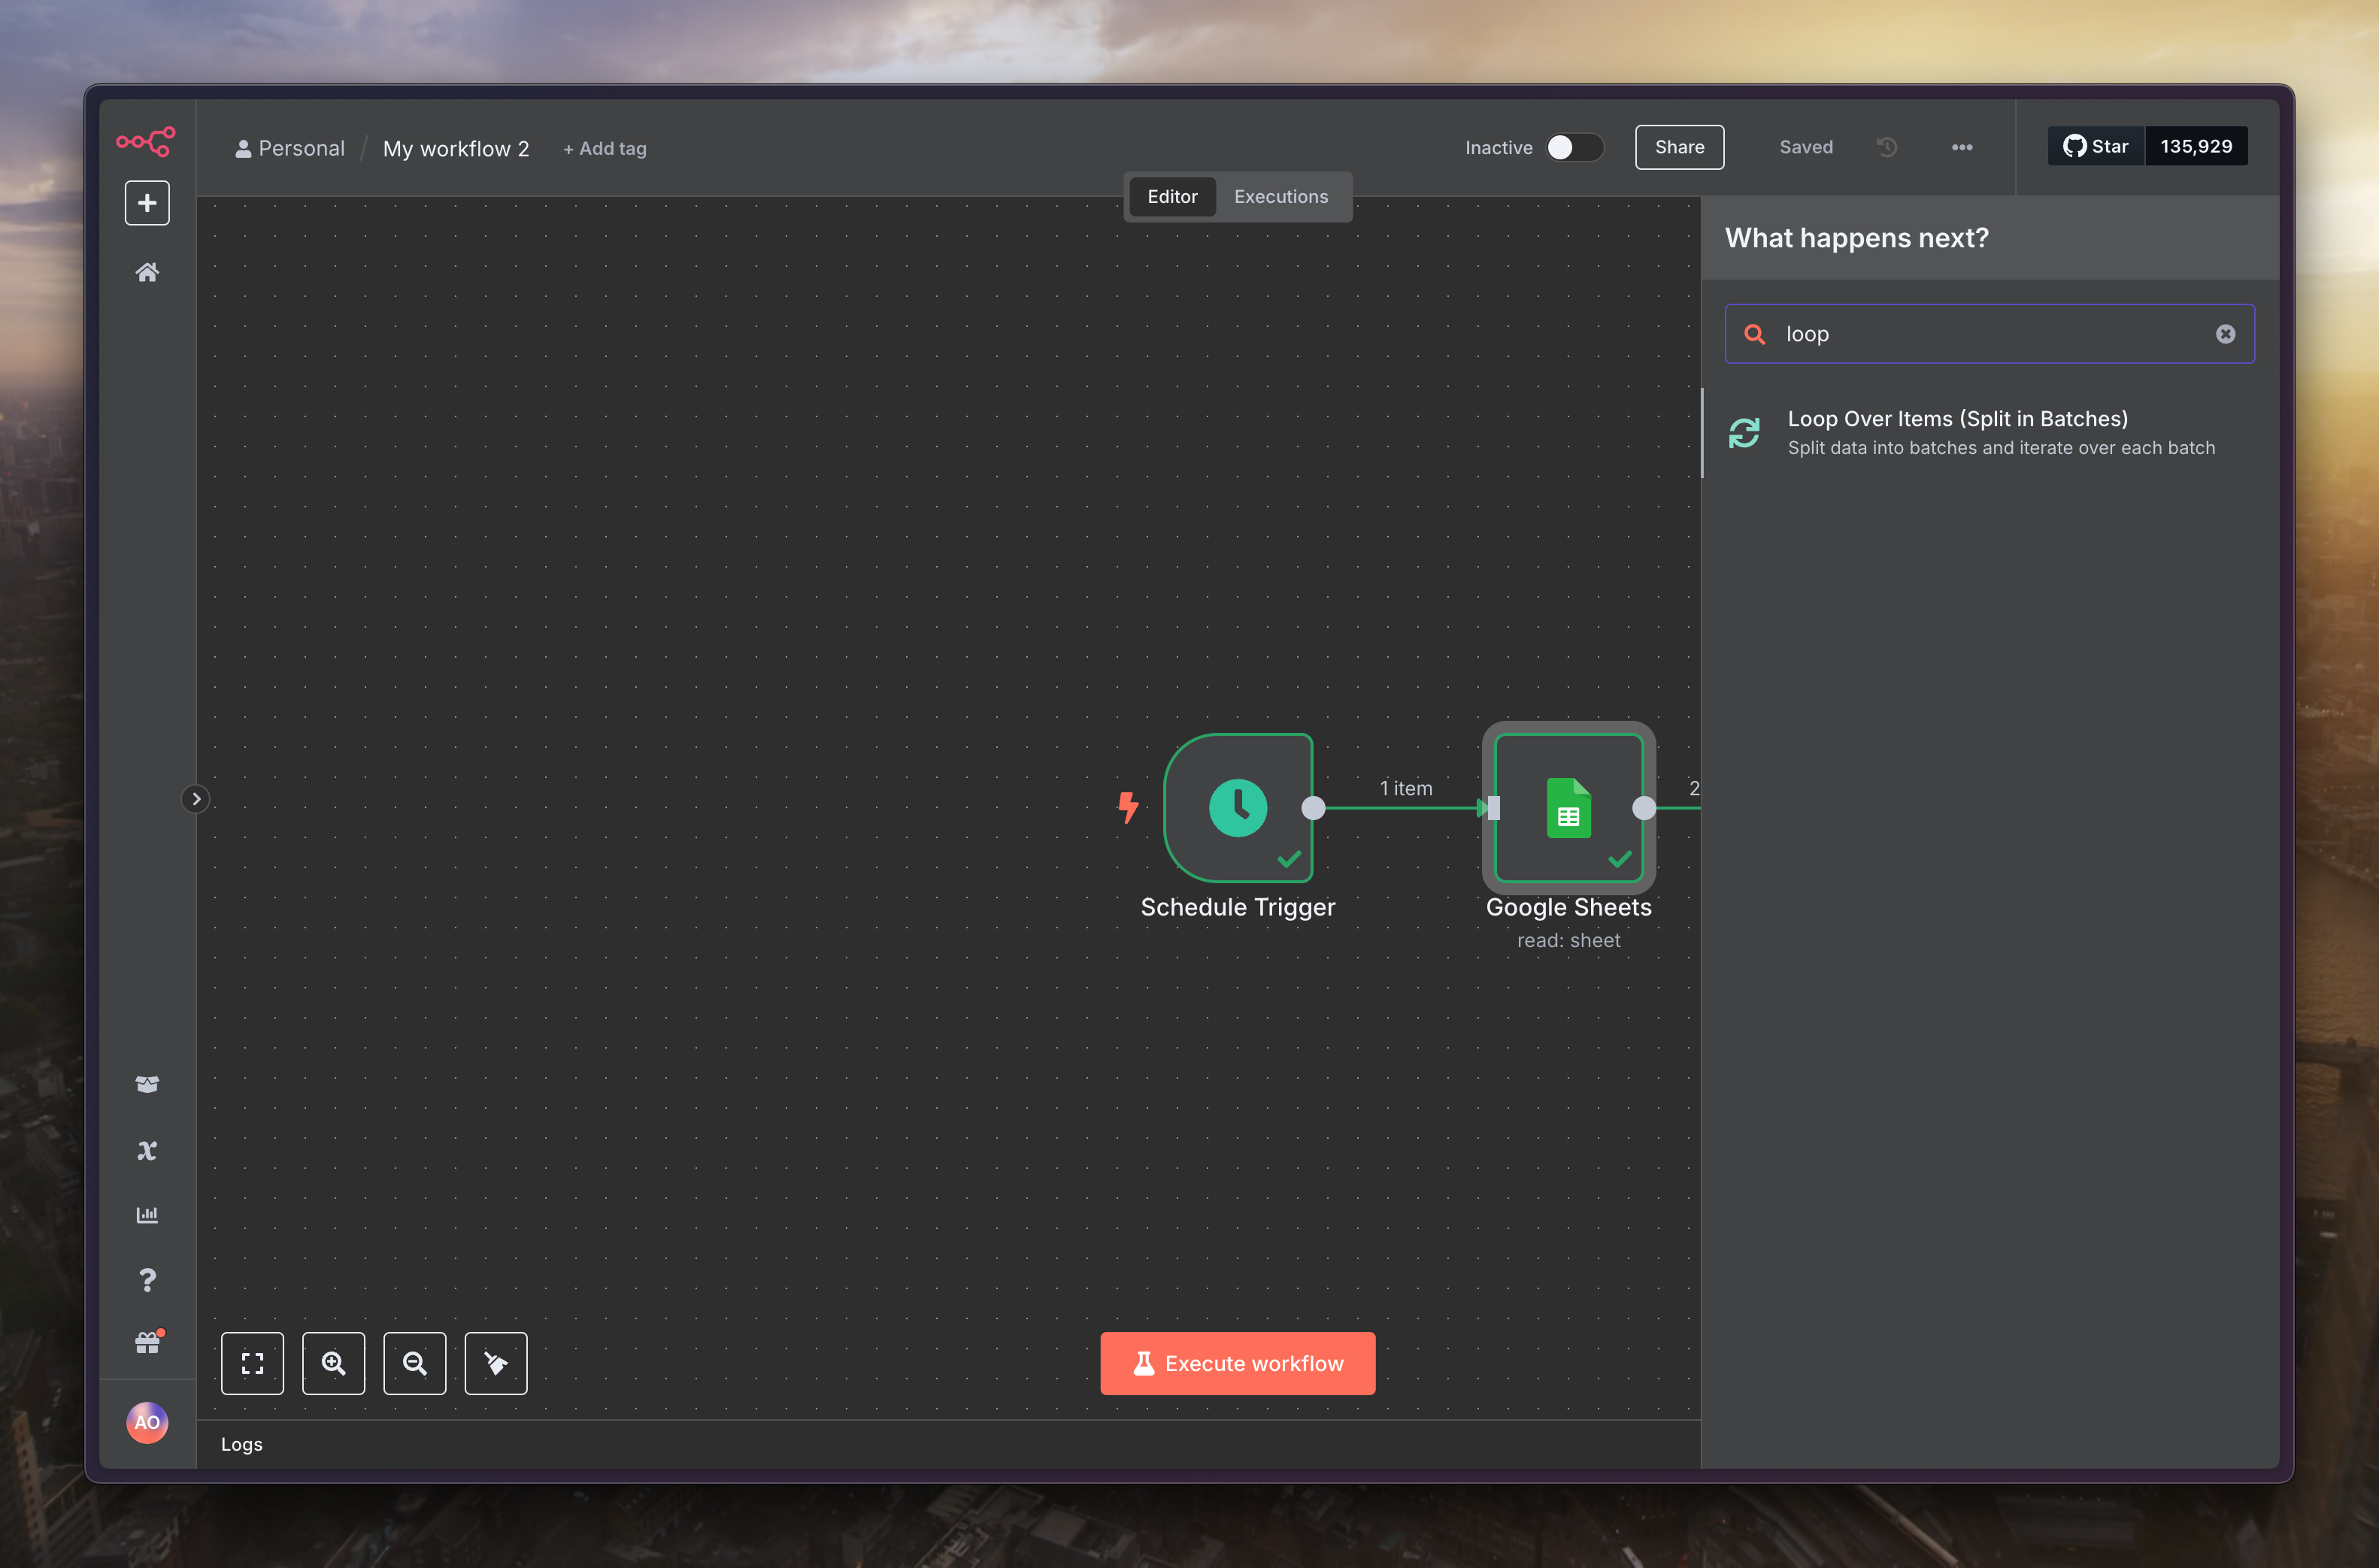 Personal / My workflow 2 + Add tag
Inactive
Share
Saved
Star 135,929
Editor Executions
What happens next?
loop
Loop Over Items (Split in Batches)
Split data into batches and iterate over each batch
1 item
2
Schedule Trigger
Google Sheets
read: sheet
Execute workflow
AO
Logs